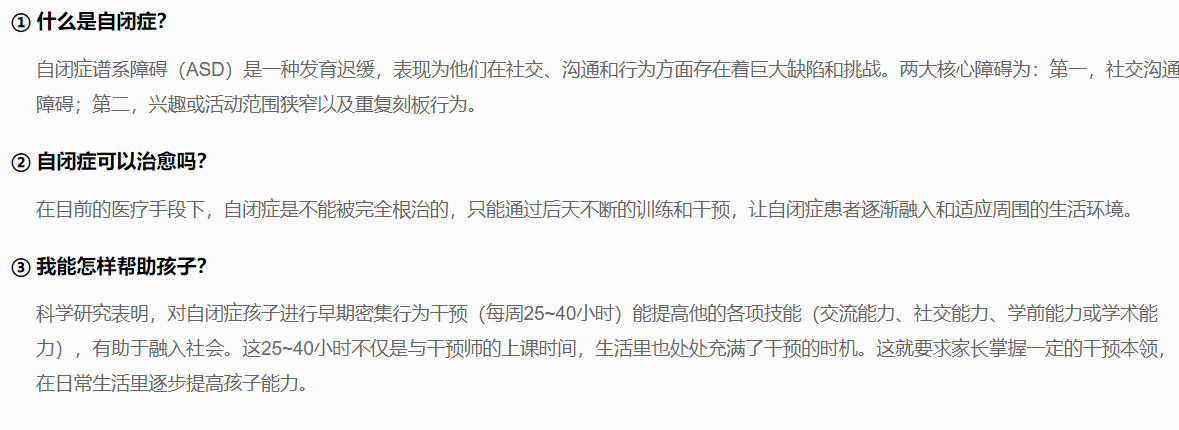 ① 什么是自闭症？
自闭症谱系障碍（ASD）是一种发育迟缓，表现为他们在社交、沟通和行为方面存在着巨大缺陷和挑战。两大核心障碍为：第一，社交沟通
障碍；第二，兴趣或活动范围狭窄以及重复刻板行为。
② 自闭症可以治愈吗？
在目前的医疗手段下，自闭症是不能被完全根治的，只能通过后天不断的训练和干预，让自闭症患者逐渐融入和适应周围的生活环境。
③ 我能怎样帮助孩子？
科学研究表明，对自闭症孩子进行早期密集行为干预（每周25~40小时）能提高他的各项技能（交流能力、社交能力、学前能力或学术能
力），有助于融入社会。这25~40小时不仅是与干预师的上课时间，生活里也处处充满了干预的时机。这就要求家长掌握一定的干预本领，
在日常生活里逐步提高孩子能力。